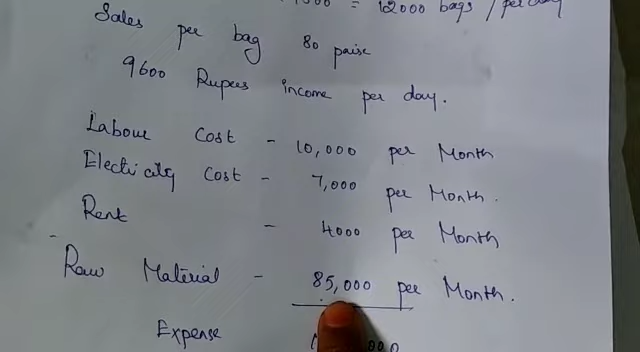 = 12000 bags / per day
Sales per bag 80 paise
9600 Rupees income per day.
Labour Cost - 10,000 per Month
Electricity Cost - 7,000 per Month.
Rent - 4000 per Month
Raw Material - 85,000 per Month.
Expense